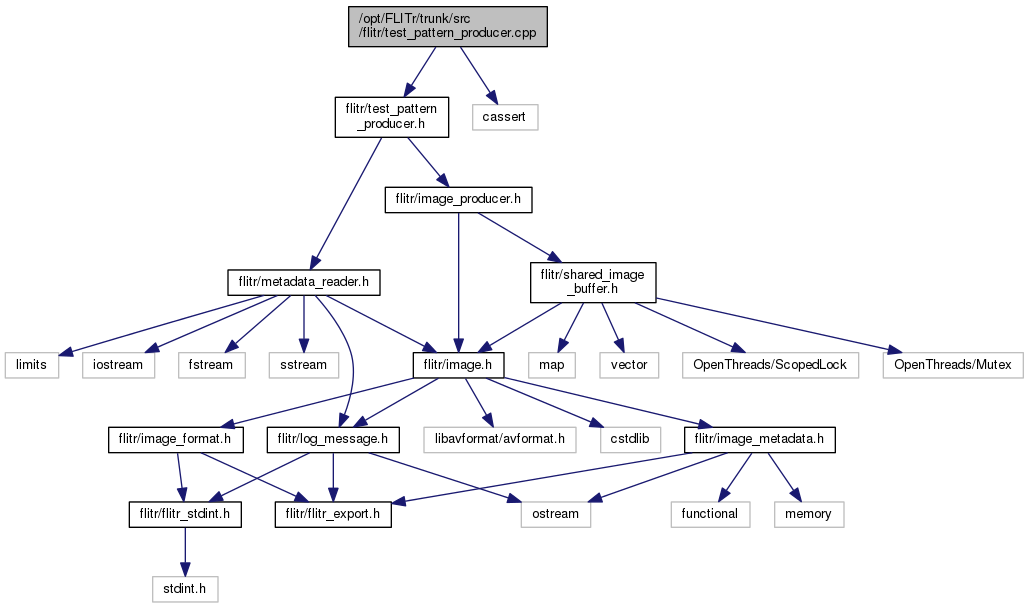 /opt/FLITr/trunk/src
/flitr/test_pattern_producer.cpp
flitr/test_pattern
_producer.h
cassert
flitr/image_producer.h
flitr/metadata_reader.h
flitr/shared_image
_buffer.h
limits
iostream
fstream
sstream
flitr/image.h
map
vector
OpenThreads/ScopedLock
OpenThreads/Mutex
flitr/image_format.h
flitr/log_message.h
libavformat/avformat.h
cstdlib
flitr/image_metadata.h
flitr/flitr_stdint.h
flitr/flitr_export.h
ostream
functional
memory
stdint.h